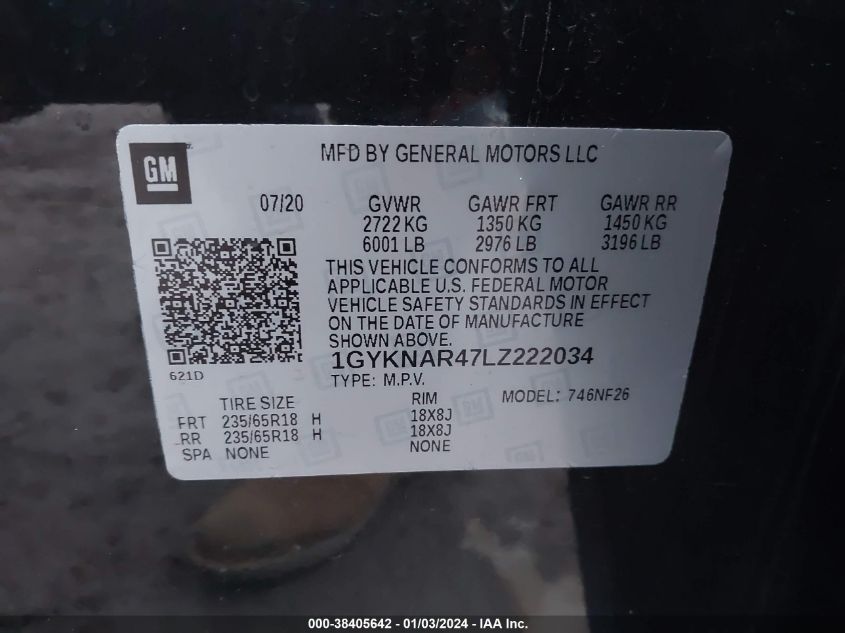 GM
MFD BY GENERAL MOTORS LLC
07/20 GVWR GAWR FRT GAWR RR
2722 KG 1350 KG 1450 KG
6001 LB 2976 LB 3196 LB
THIS VEHICLE CONFORMS TO ALL
APPLICABLE U.S. FEDERAL MOTOR
VEHICLE SAFETY STANDARDS IN EFFECT
ON THE DATE OF MANUFACTURE
SHOWN ABOVE.
621D
1GYKNAR47LZ222034
TYPE: M.P.V.
TIRE SIZE RIM MODEL: 746NF26
FRT 235/65R18 H 18X8J
RR 235/65R18 H 18X8J
SPA NONE NONE
000-38405642 - 01/03/2024 - IAA Inc.